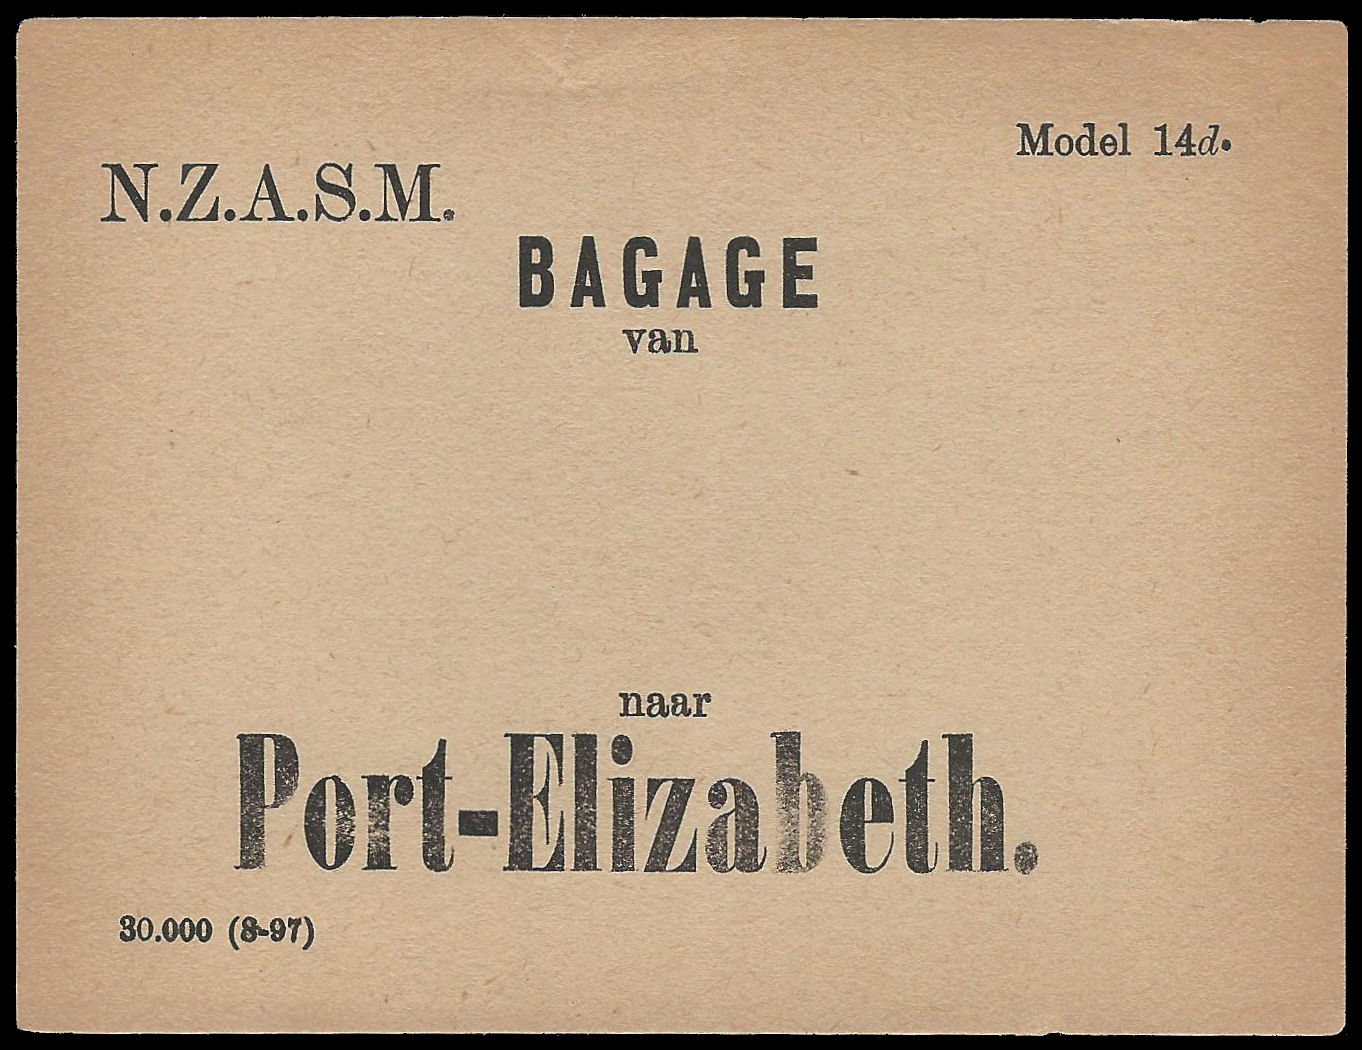 Model 14d.
N.Z.A.S.M.
BAGAGE
van
naar
Port-Elizabeth.
30.000 (8-97)